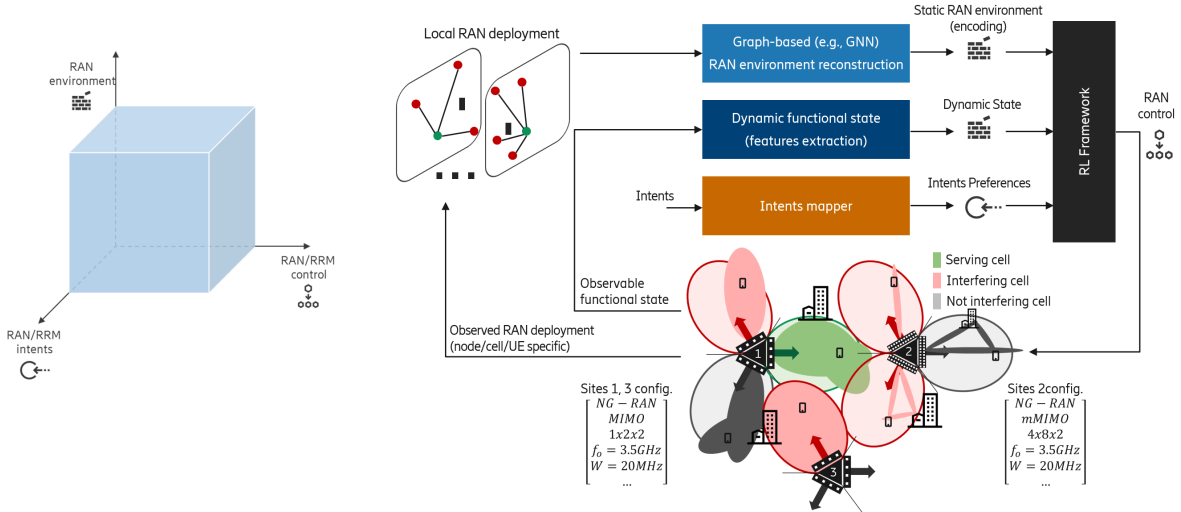 RAN
environment
RAN/RRM
control
RAN/RRM
intents
Local RAN deployment
Graph-based (e.g., GNN)
RAN environment reconstruction
Static RAN environment
(encoding)
Dynamic functional state
(features extraction)
Dynamic State
Intents
Intents mapper
Intents Preferences
RL Framework
RAN
control
Observable
functional state
Observed RAN deployment
(node/cell/UE specific)
Serving cell
Interfering cell
Not interfering cell
1
2
3
Sites 1, 3 config.
NG − RAN
MIMO
1x2x2
fo = 3.5GHz
W = 20MHz
...
Sites 2config.
NG − RAN
mMIMO
4x8x2
fo = 3.5GHz
W = 20MHz
...